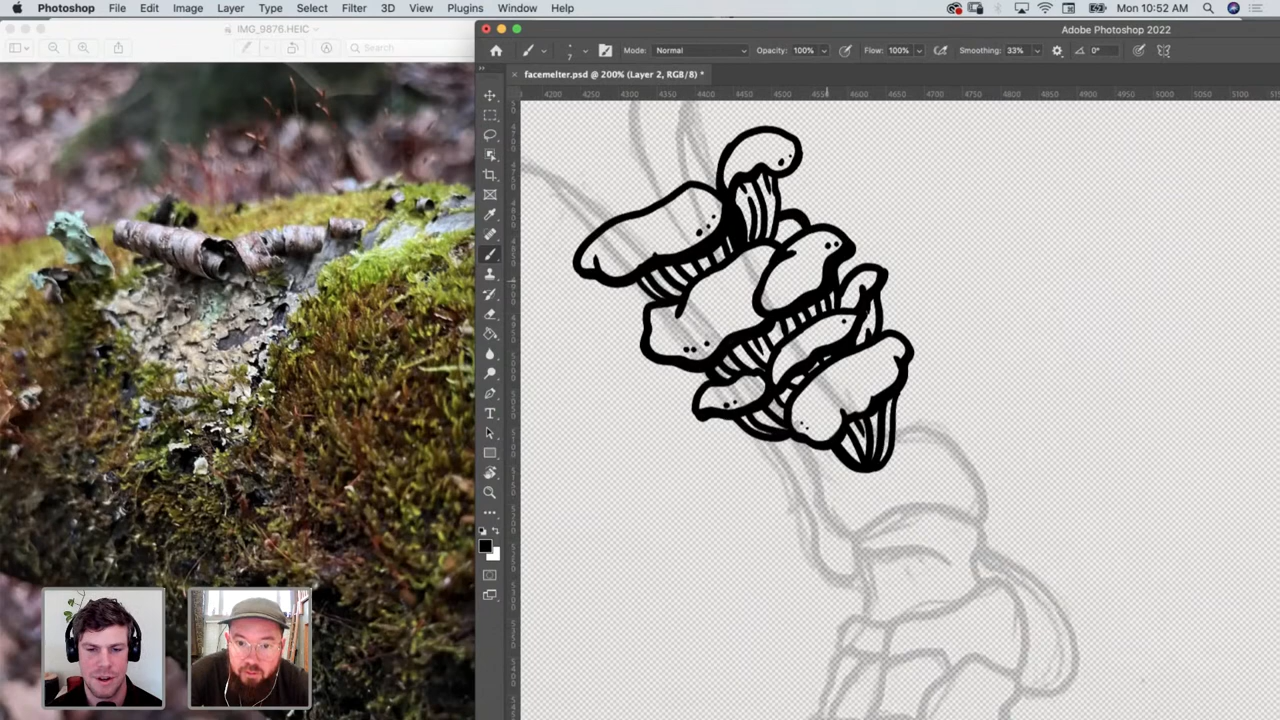 Photoshop File Edit Image Layer Type Select Filter 3D View Plugins Window Help Mon 10:52 AM
IMG_9876.HEIC
Adobe Photoshop 2022
Search
7 Mode: Normal Opacity: 100% Flow: 100% Smoothing: 33% 0°
facemelter.psd @ 200% (Layer 2, RGB/8) *
4200 4250 4300 4350 4400 4450 4500 4550 4600 4650 4700 4750 4800 4850 4900 4950 5000 5050 5100